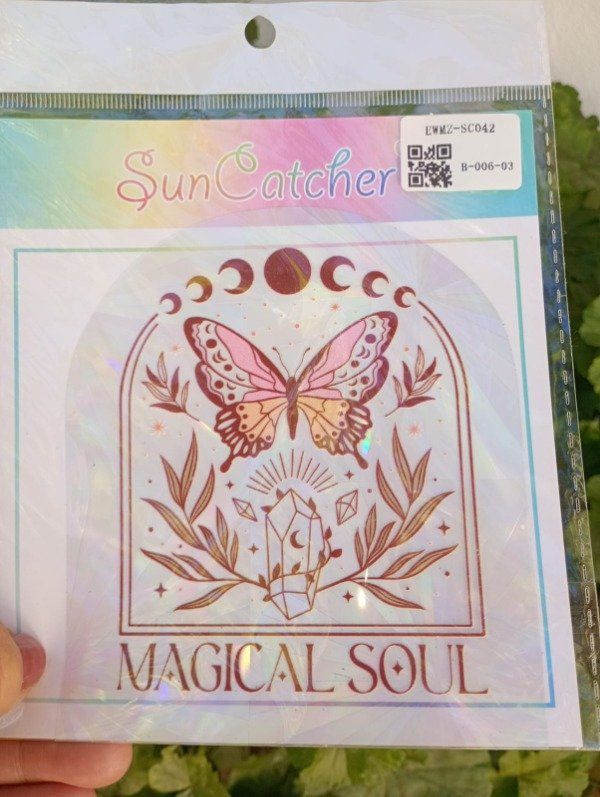 SunCatcher
EWMZ-SC042
B-006-03
MAGICAL SOUL